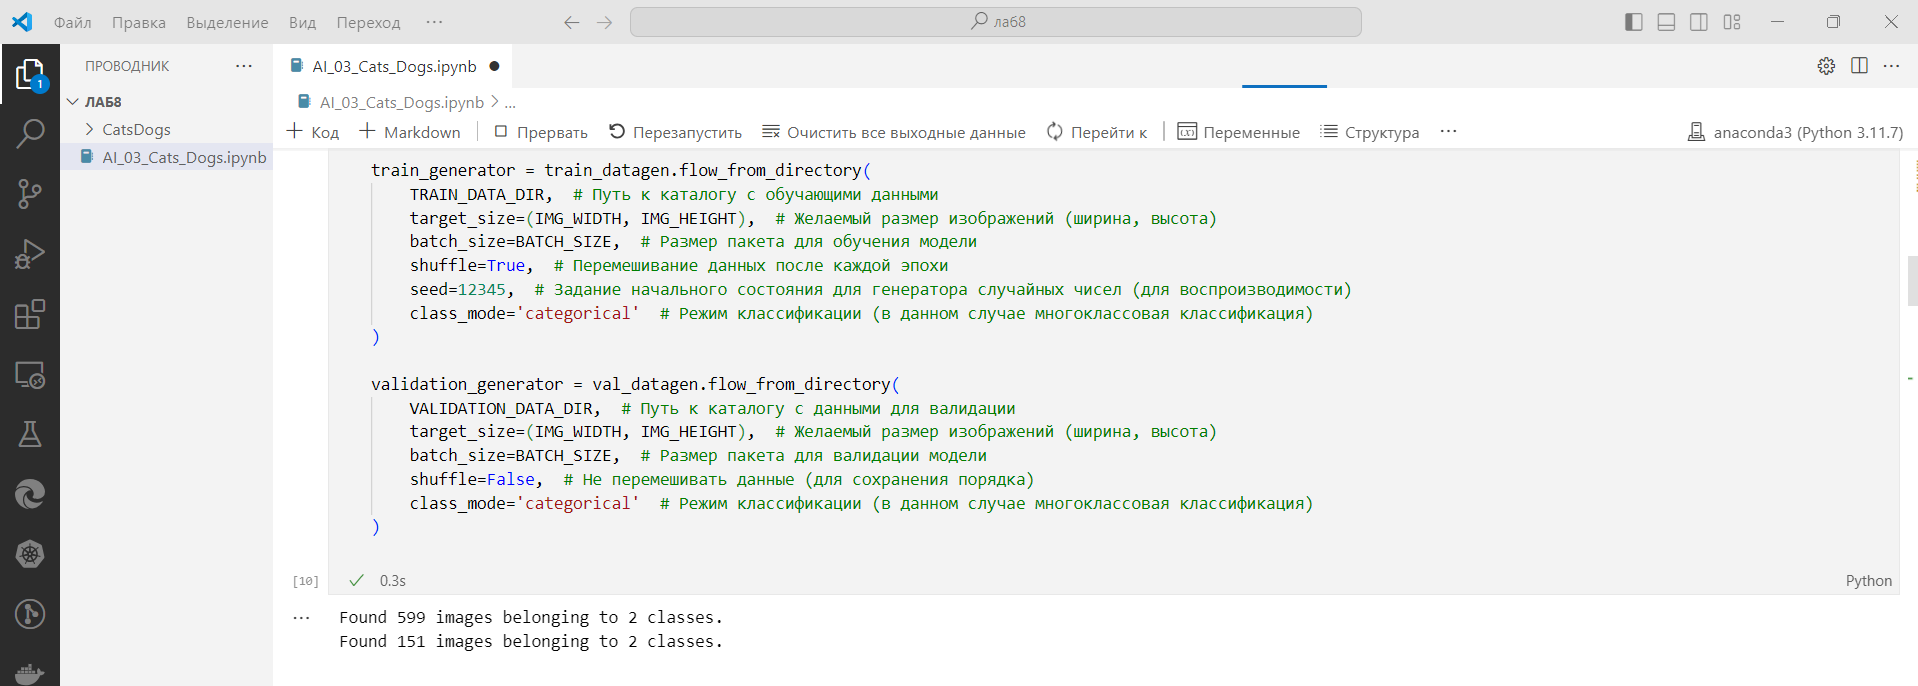 Файл Правка Выделение Вид Переход ··· лаб8
ПРОВОДНИК ···
AI_03_Cats_Dogs.ipynb
1
ЛАБ8
CatsDogs
AI_03_Cats_Dogs.ipynb
AI_03_Cats_Dogs.ipynb > ...
Код Markdown Прервать Перезапустить Очистить все выходные данные Перейти к Переменные Структура ··· anaconda3 (Python 3.11.7)
train_generator = train_datagen.flow_from_directory(
TRAIN_DATA_DIR,  # Путь к каталогу с обучающими данными
target_size=(IMG_WIDTH, IMG_HEIGHT),  # Желаемый размер изображений (ширина, высота)
batch_size=BATCH_SIZE,  # Размер пакета для обучения модели
shuffle=True,  # Перемешивание данных после каждой эпохи
seed=12345,  # Задание начального состояния для генератора случайных чисел (для воспроизводимости)
class_mode='categorical'  # Режим классификации (в данном случае многоклассовая классификация)
)
validation_generator = val_datagen.flow_from_directory(
VALIDATION_DATA_DIR,  # Путь к каталогу с данными для валидации
target_size=(IMG_WIDTH, IMG_HEIGHT),  # Желаемый размер изображений (ширина, высота)
batch_size=BATCH_SIZE,  # Размер пакета для валидации модели
shuffle=False,  # Не перемешивать данные (для сохранения порядка)
class_mode='categorical'  # Режим классификации (в данном случае многоклассовая классификация)
)
[10] 0.3s Python
··· Found 599 images belonging to 2 classes.
Found 151 images belonging to 2 classes.